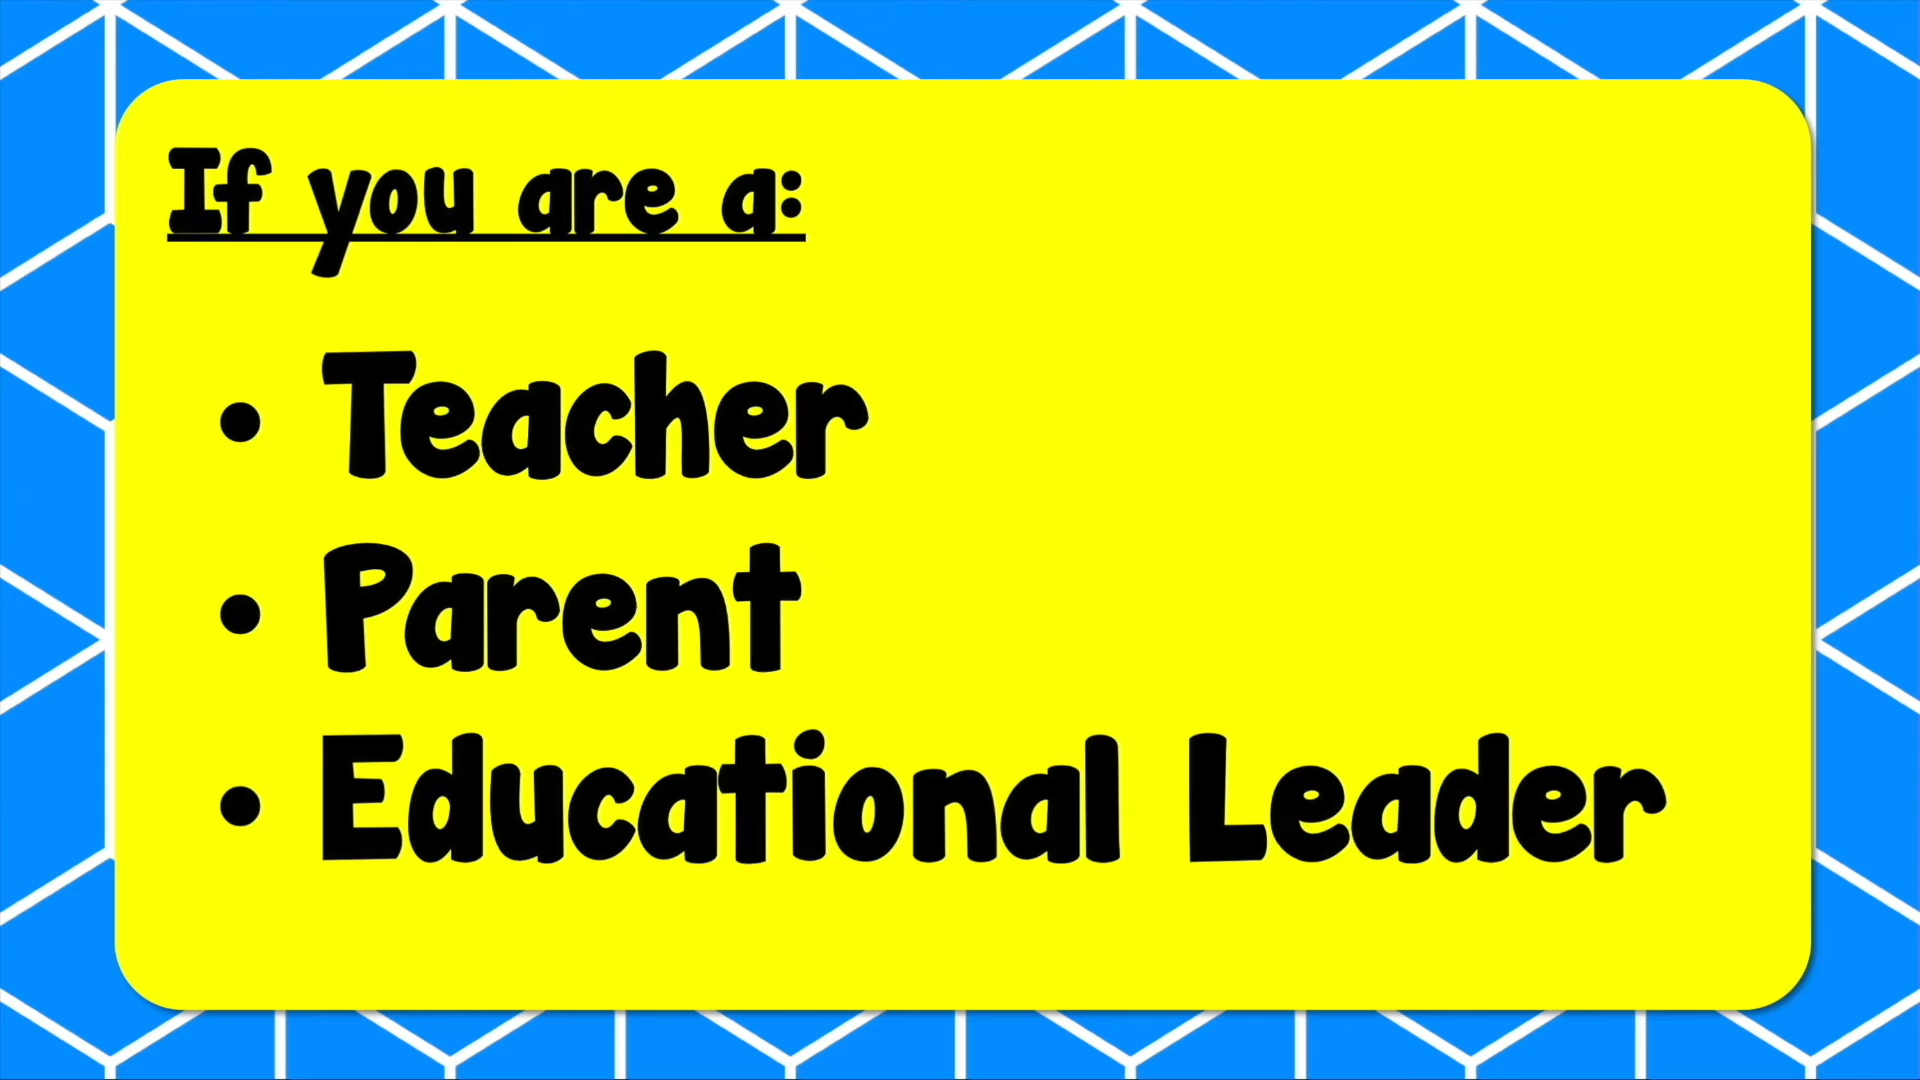 If you are a:
• Teacher
• Parent
• Educational Leader